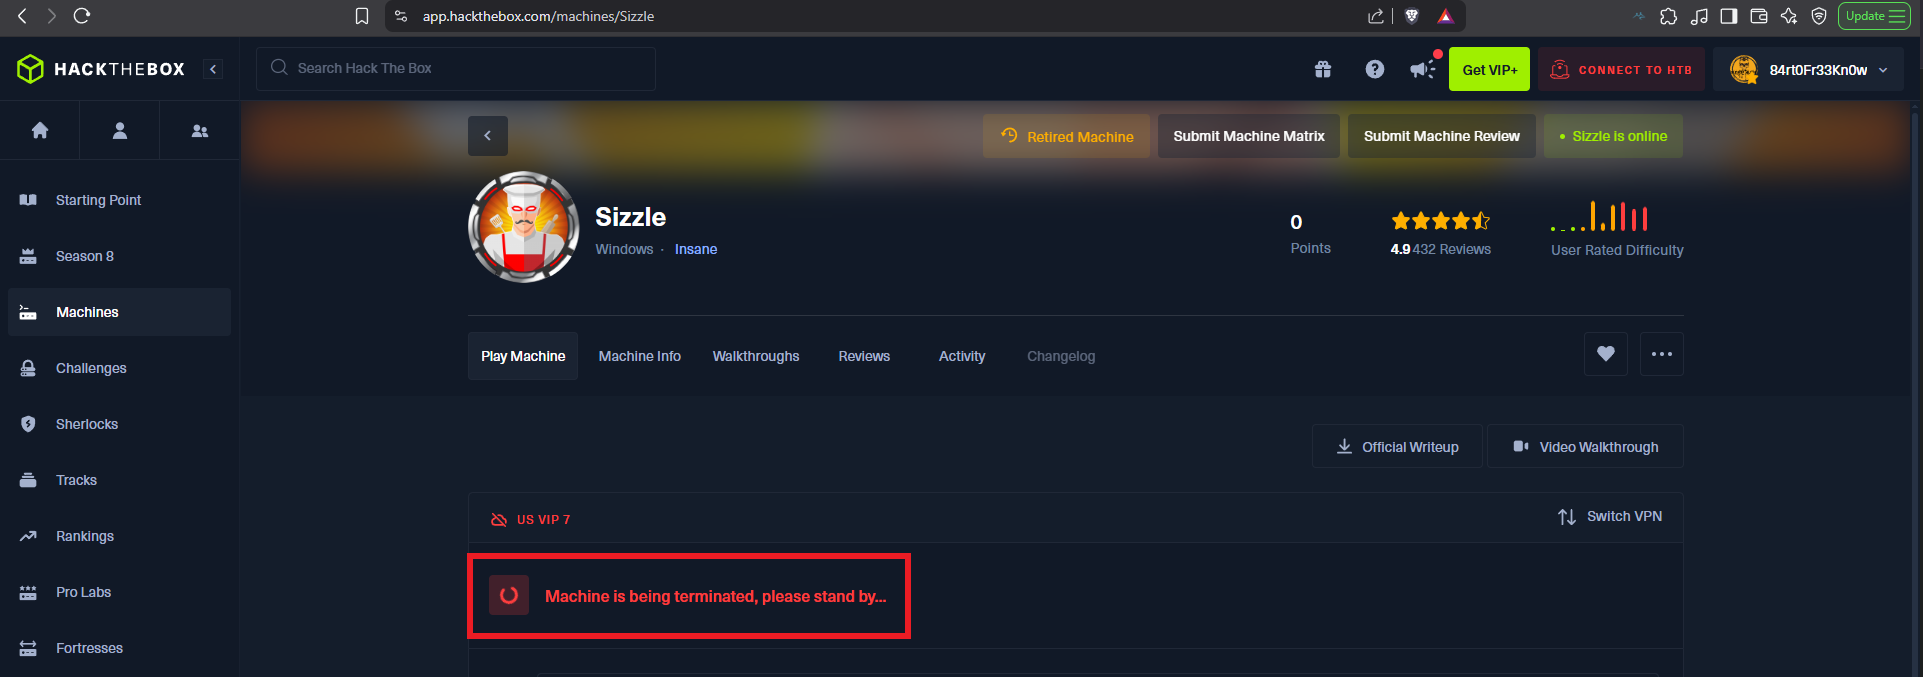 app.hackthebox.com/machines/Sizzle
Update
HACKTHEBOX
Search Hack The Box
Get VIP+
CONNECT TO HTB
84rt0Fr33Kn0w
Retired Machine
Submit Machine Matrix
Submit Machine Review
Sizzle is online
Starting Point
Season 8
Machines
Challenges
Sherlocks
Tracks
Rankings
Pro Labs
Fortresses
Sizzle
Windows · Insane
0
Points
4.9 432 Reviews
User Rated Difficulty
Play Machine
Machine Info
Walkthroughs
Reviews
Activity
Changelog
Official Writeup
Video Walkthrough
US VIP 7
Switch VPN
Machine is being terminated, please stand by...